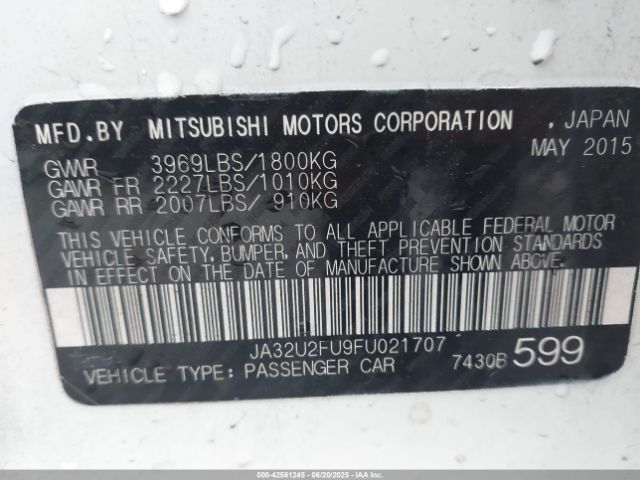 MFD.BY MITSUBISHI MOTORS CORPORATION , JAPAN
MAY 2015
GVWR 3969LBS/1800KG
GAWR FR 2227LBS/1010KG
GAWR RR 2007LBS/ 910KG
THIS VEHICLE CONFORMS TO ALL APPLICABLE FEDERAL MOTOR
VEHICLE SAFETY, BUMPER, AND THEFT PREVENTION STANDARDS
IN EFFECT ON THE DATE OF MANUFACTURE SHOWN ABOVE.
JA32U2FU9FU021707
VEHICLE TYPE: PASSENGER CAR 7430B 599
000-42561245 - 06/20/2025 - IAAI.COM